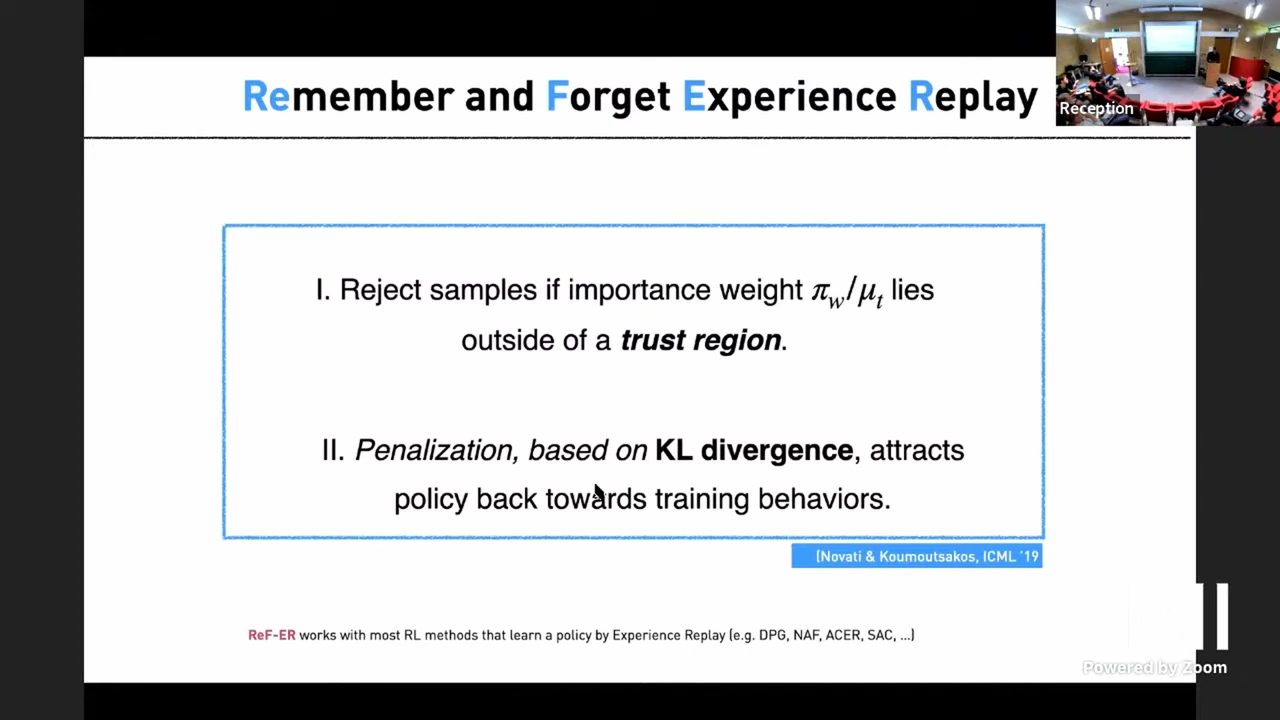 Remember and Forget Experience Replay
Reception
I. Reject samples if importance weight π_w/μ_t lies
outside of a trust region.
II. Penalization, based on KL divergence, attracts
policy back towards training behaviors.
(Novati & Koumoutsakos, ICML '19
ReF-ER works with most RL methods that learn a policy by Experience Replay (e.g. DPG, NAF, ACER, SAC, ...)
Powered by Zoom